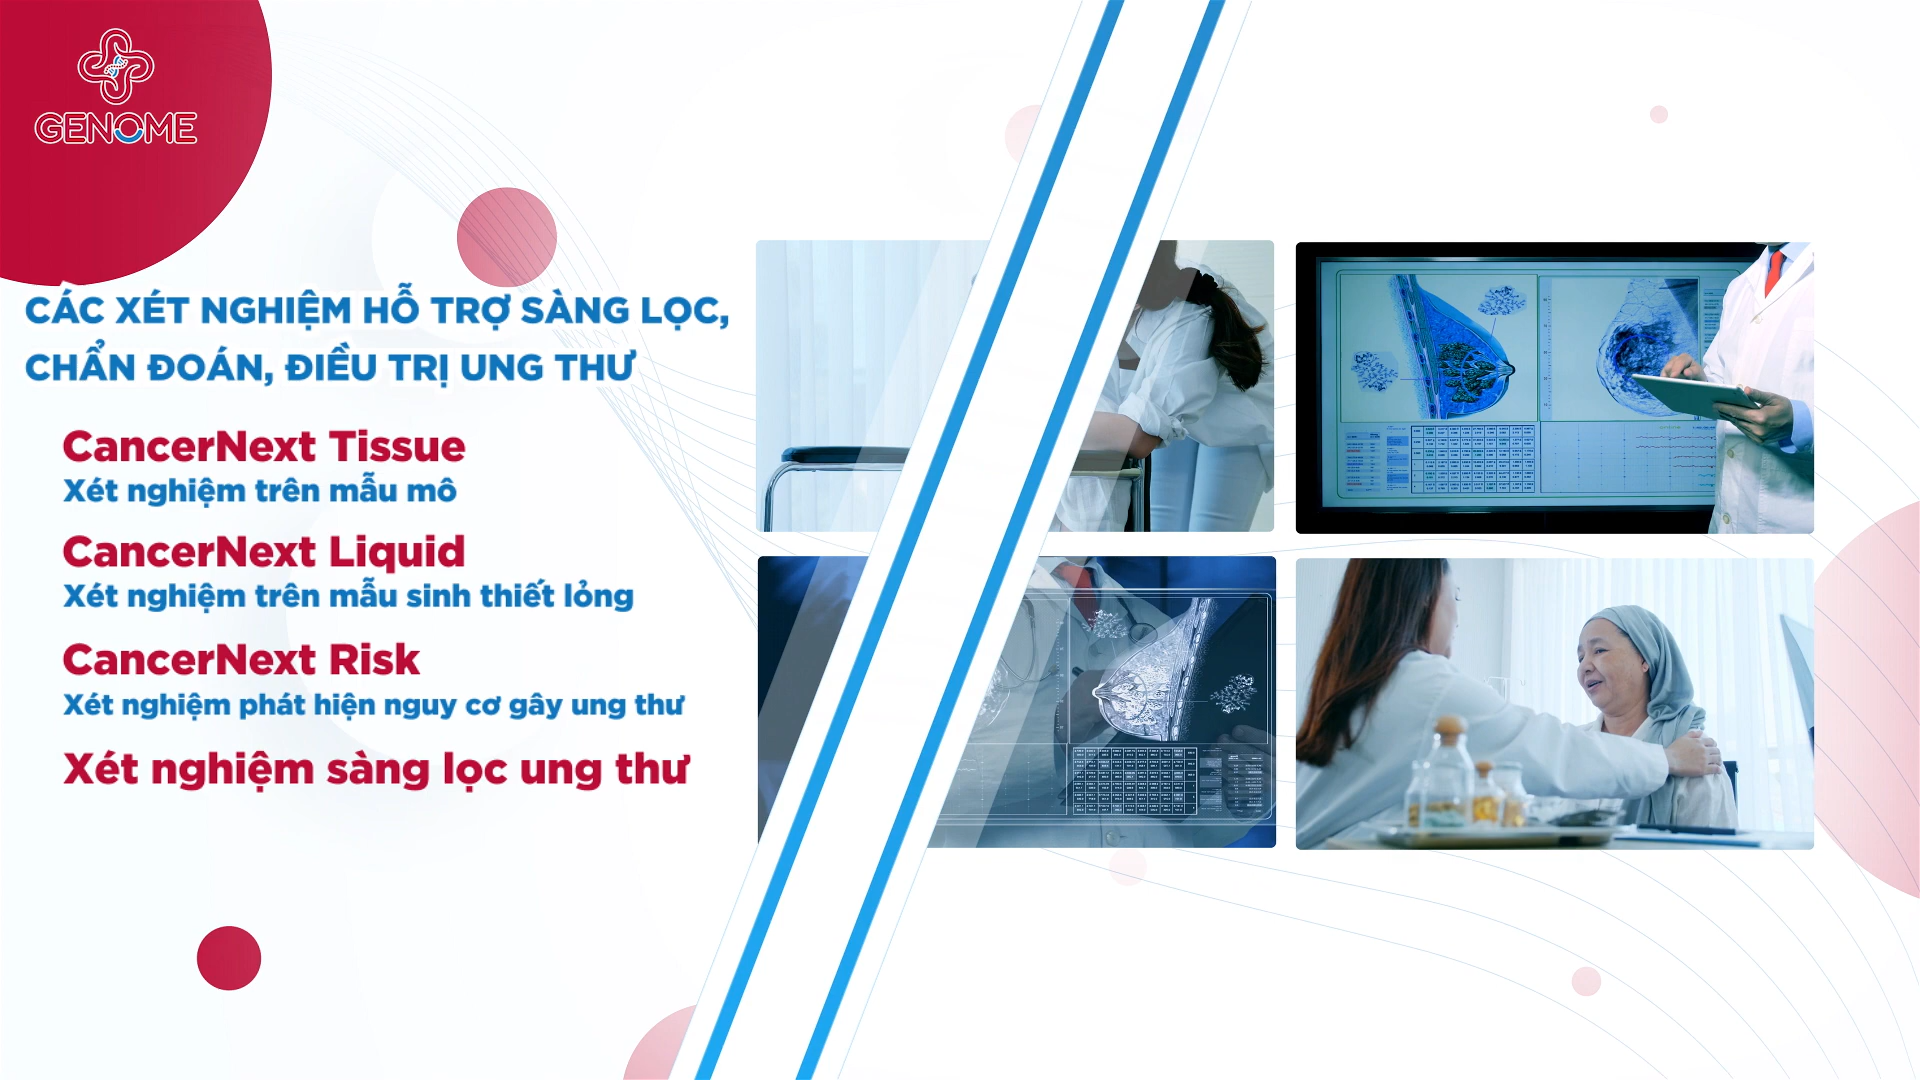 GENOME
CÁC XÉT NGHIỆM HỖ TRỢ SÀNG LỌC,
CHẨN ĐOÁN, ĐIỀU TRỊ UNG THƯ
CancerNext Tissue
Xét nghiệm trên mẫu mô
CancerNext Liquid
Xét nghiệm trên mẫu sinh thiết lỏng
CancerNext Risk
Xét nghiệm phát hiện nguy cơ gây ung thư
Xét nghiệm sàng lọc ung thư